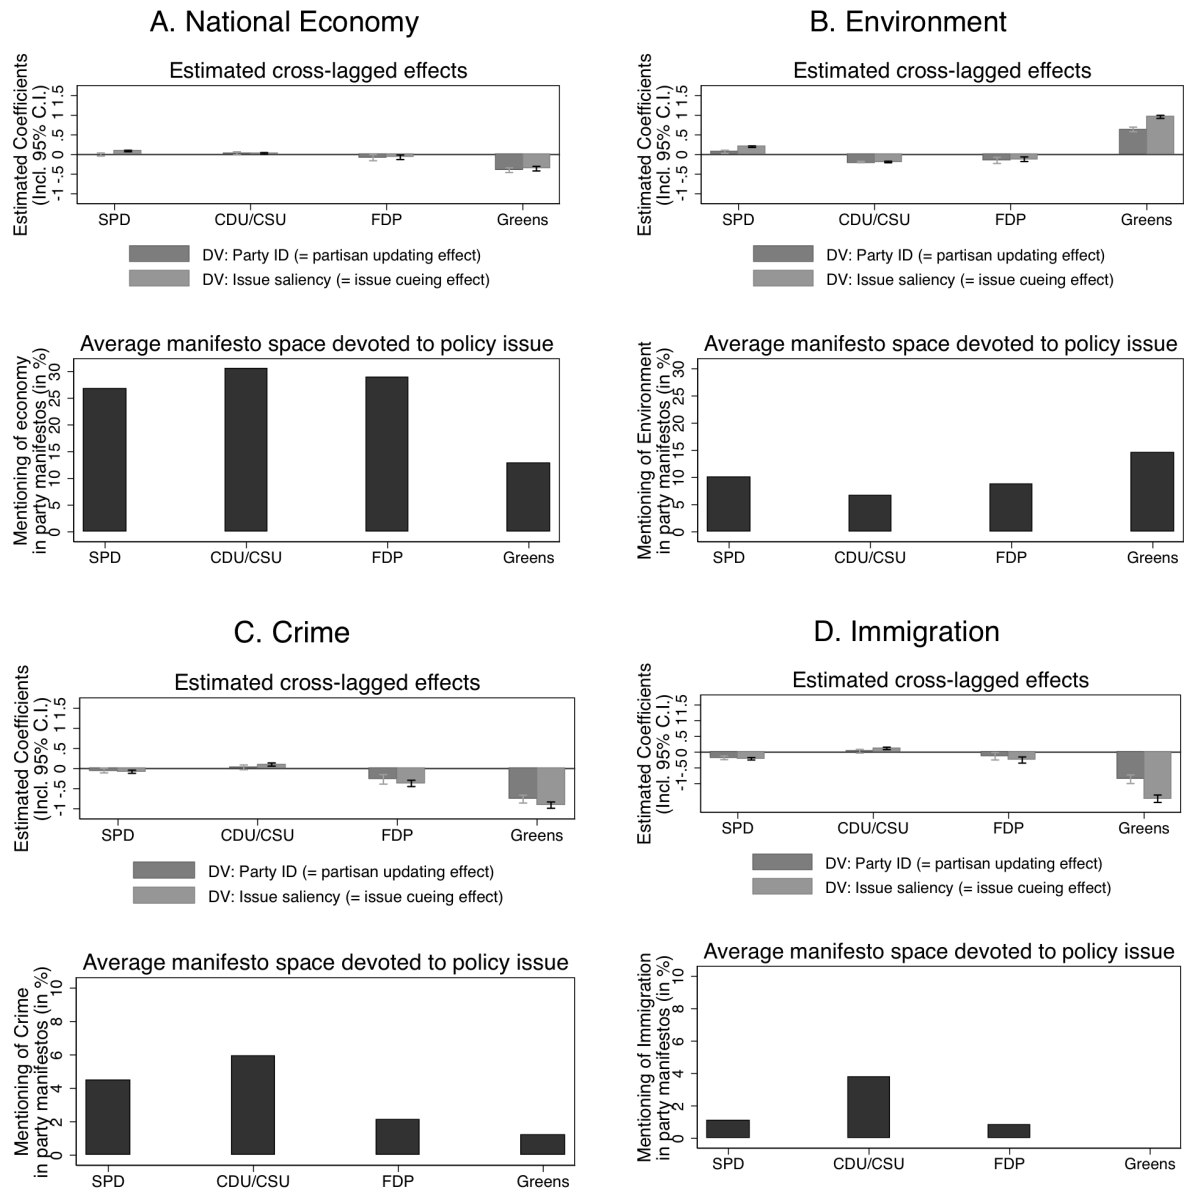 A. National Economy
Estimated cross-lagged effects
Estimated Coefficients
(Incl. 95% C.I.)
-1 -.5 0 .5 1 1.5
SPD CDU/CSU FDP Greens
DV: Party ID (= partisan updating effect)
DV: Issue saliency (= issue cueing effect)
Average manifesto space devoted to policy issue
Mentioning of economy
in party manifestos (in %)
0 5 10 15 20 25 30
SPD CDU/CSU FDP Greens
B. Environment
Estimated cross-lagged effects
Estimated Coefficients
(Incl. 95% C.I.)
-1 -.5 0 .5 1 1.5
SPD CDU/CSU FDP Greens
DV: Party ID (= partisan updating effect)
DV: Issue saliency (= issue cueing effect)
Average manifesto space devoted to policy issue
Mentioning of Environment
in party manifestos (in %)
0 5 10 15 20 25 30
SPD CDU/CSU FDP Greens
C. Crime
Estimated cross-lagged effects
Estimated Coefficients
(Incl. 95% C.I.)
-1 -.5 0 .5 1 1.5
SPD CDU/CSU FDP Greens
DV: Party ID (= partisan updating effect)
DV: Issue saliency (= issue cueing effect)
Average manifesto space devoted to policy issue
Mentioning of Crime
in party manifestos (in %)
0 2 4 6 8 10
SPD CDU/CSU FDP Greens
D. Immigration
Estimated cross-lagged effects
Estimated Coefficients
(Incl. 95% C.I.)
-1 -.5 0 .5 1 1.5
SPD CDU/CSU FDP Greens
DV: Party ID (= partisan updating effect)
DV: Issue saliency (= issue cueing effect)
Average manifesto space devoted to policy issue
Mentioning of Immigration
in party manifestos (in %)
0 2 4 6 8 10
SPD CDU/CSU FDP Greens